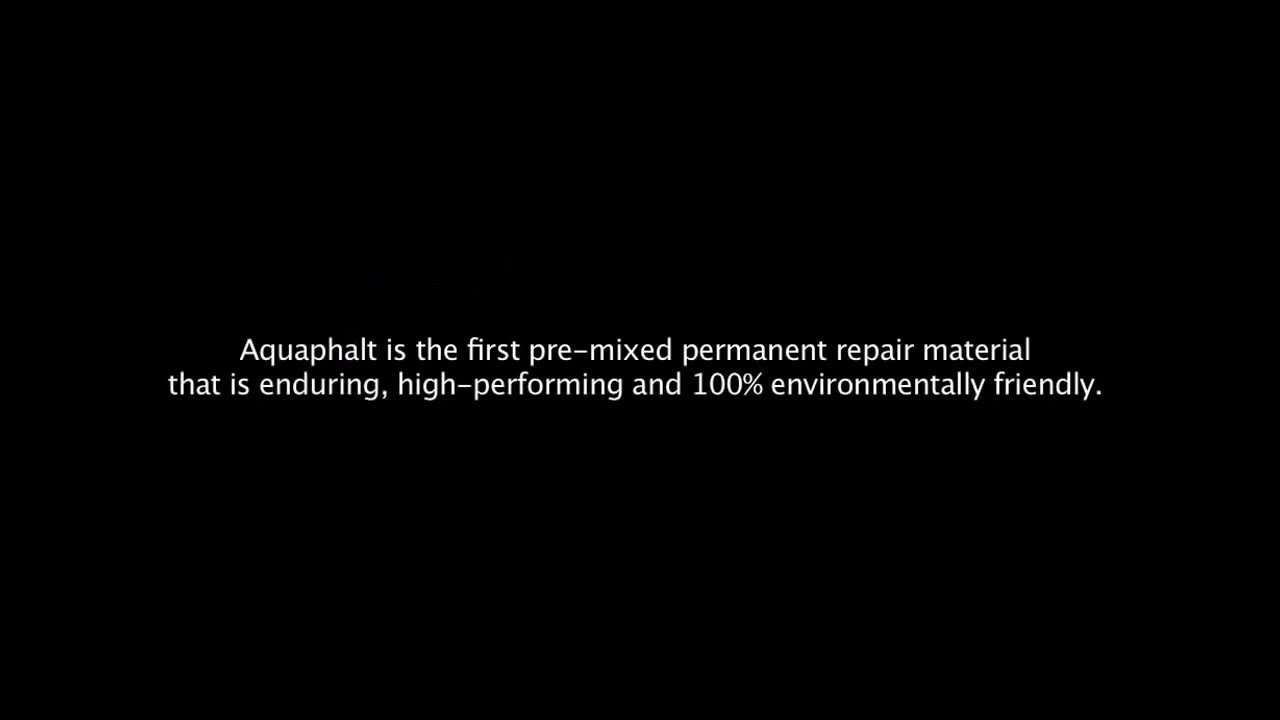 Aquaphalt is the first pre-mixed permanent repair material
that is enduring, high-performing and 100% environmentally friendly.